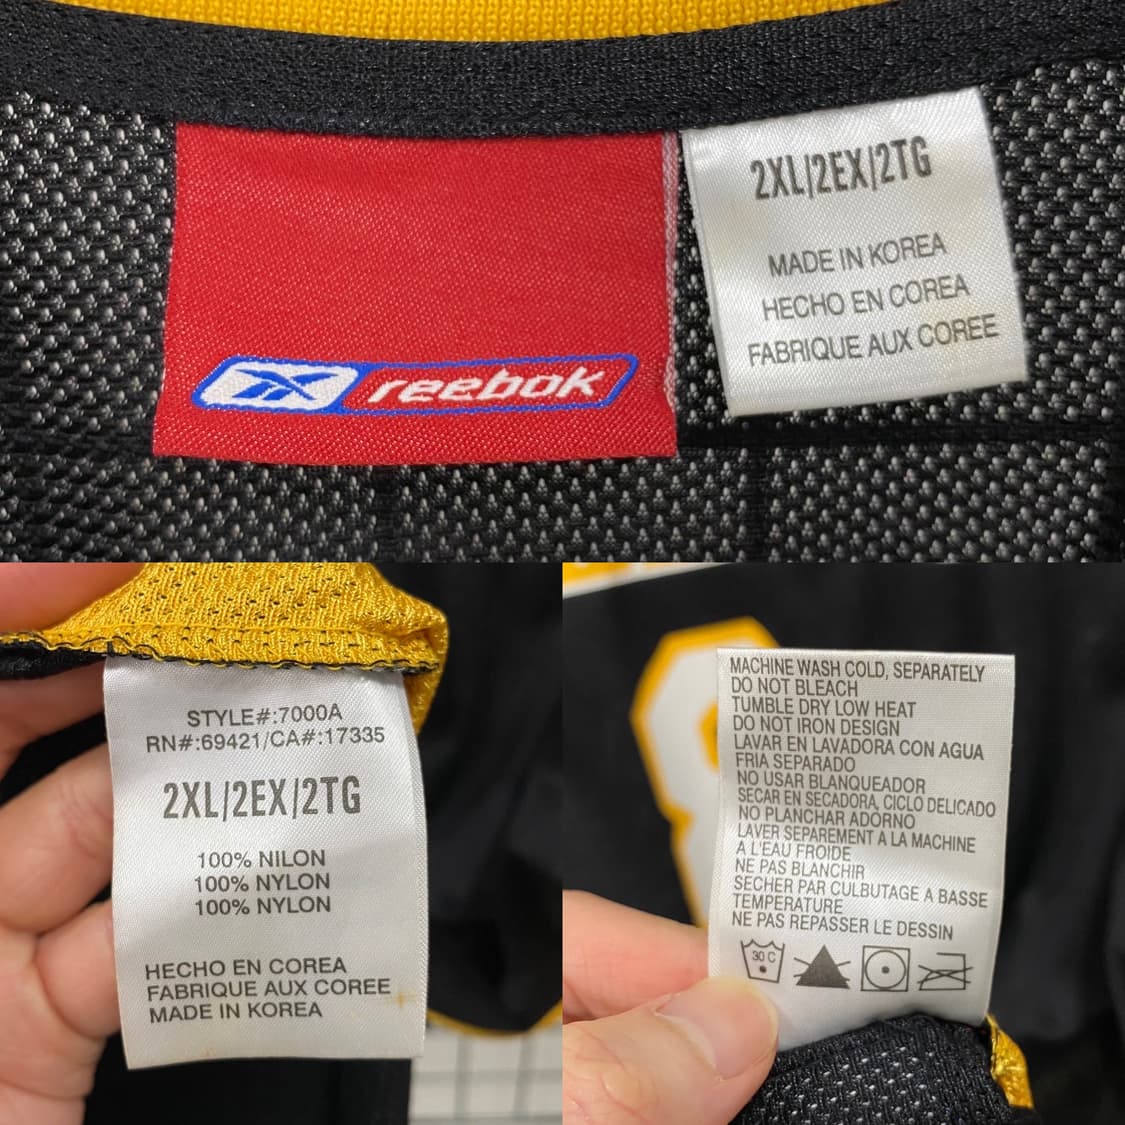 reebok
2XL/2EX/2TG
MADE IN KOREA
HECHO EN COREA
FABRIQUE AUX COREE
STYLE#:7000A
RN#:69421/CA#:17335
2XL/2EX/2TG
100% NILON
100% NYLON
100% NYLON
HECHO EN COREA
FABRIQUE AUX COREE
MADE IN KOREA
MACHINE WASH COLD, SEPARATELY
DO NOT BLEACH
TUMBLE DRY LOW HEAT
DO NOT IRON DESIGN
LAVAR EN LAVADORA CON AGUA
FRIA SEPARADO
NO USAR BLANQUEADOR
SECAR EN SECADORA, CICLO DELICADO
NO PLANCHAR ADORNO
LAVER SEPAREMENT A LA MACHINE
A L'EAU FROIDE
NE PAS BLANCHIR
SECHER PAR CULBUTAGE A BASSE
TEMPERATURE
NE PAS REPASSER LE DESSIN
30 C